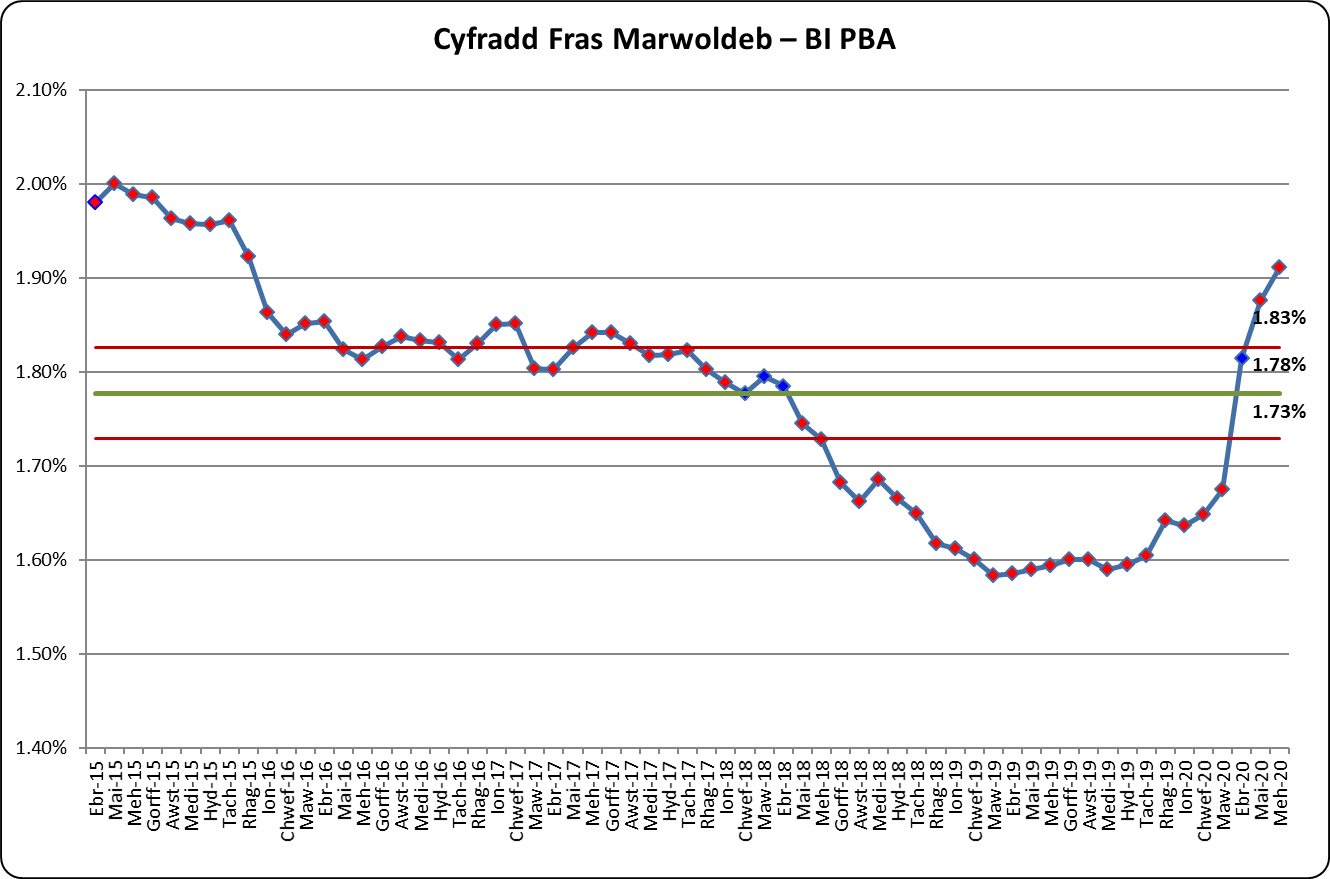 Cyfradd Fras Marwoldeb – BI PBA
2.10%
2.00%
1.90%
1.80%
1.70%
1.60%
1.50%
1.40%
1.83%
1.78%
1.73%
Ebr-15
Mai-15
Meh-15
Gorff-15
Awst-15
Medi-15
Hyd-15
Tach-15
Rhag-15
Ion-16
Chwef-16
Maw-16
Ebr-16
Mai-16
Meh-16
Gorff-16
Awst-16
Medi-16
Hyd-16
Tach-16
Rhag-16
Ion-17
Chwef-17
Maw-17
Ebr-17
Mai-17
Meh-17
Gorff-17
Awst-17
Medi-17
Hyd-17
Tach-17
Rhag-17
Ion-18
Chwef-18
Maw-18
Ebr-18
Mai-18
Meh-18
Gorff-18
Awst-18
Medi-18
Hyd-18
Tach-18
Rhag-18
Ion-19
Chwef-19
Maw-19
Ebr-19
Mai-19
Meh-19
Gorff-19
Awst-19
Medi-19
Hyd-19
Tach-19
Rhag-19
Ion-20
Chwef-20
Maw-20
Ebr-20
Mai-20
Meh-20